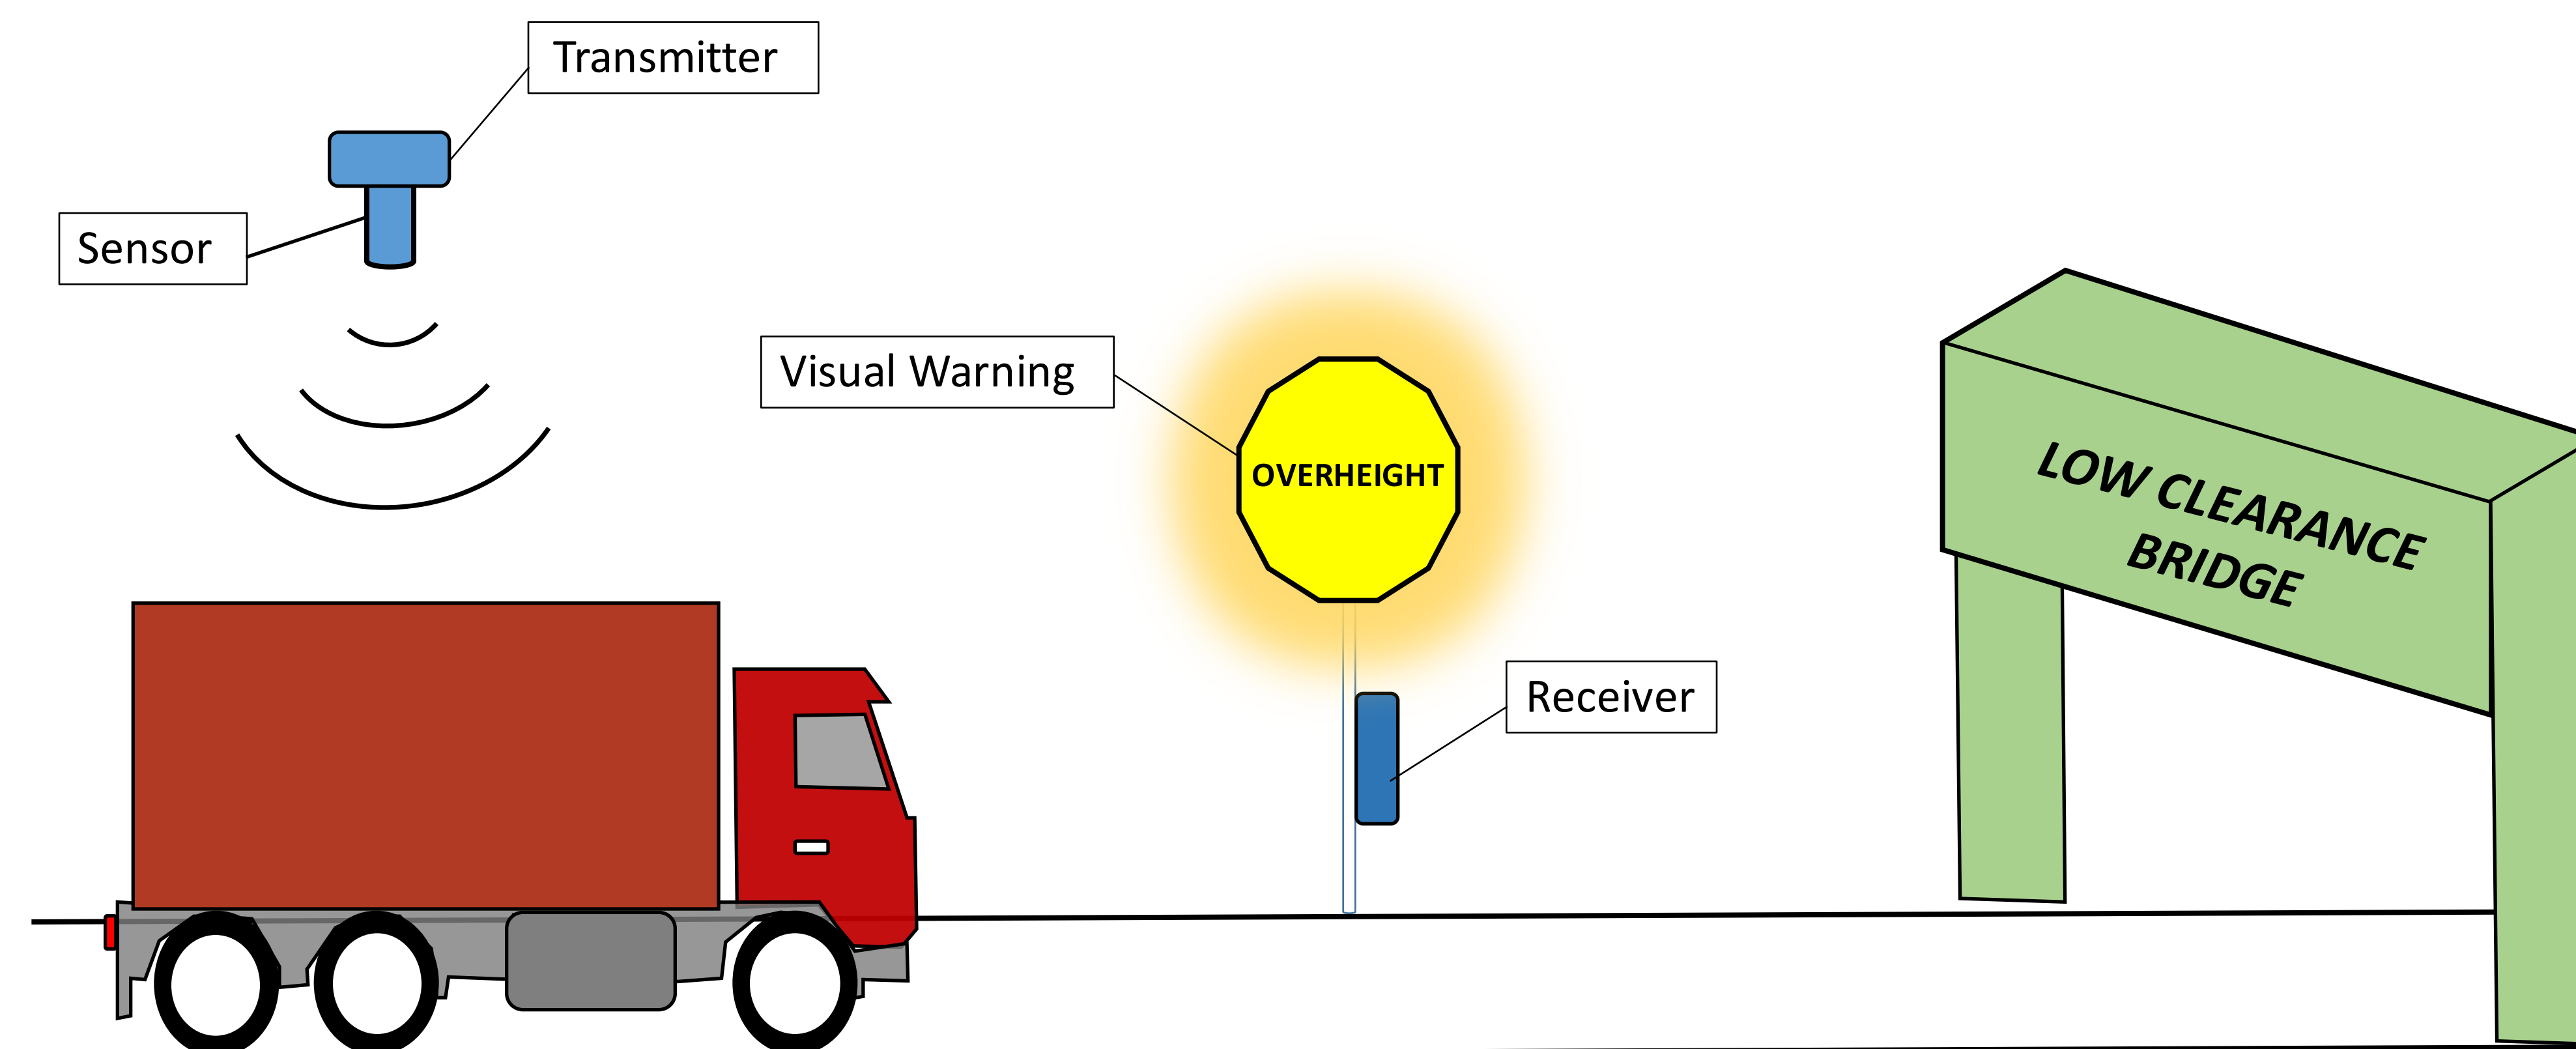 Transmitter
Sensor
Visual Warning
OVERHEIGHT
LOW CLEARANCE
BRIDGE
Receiver